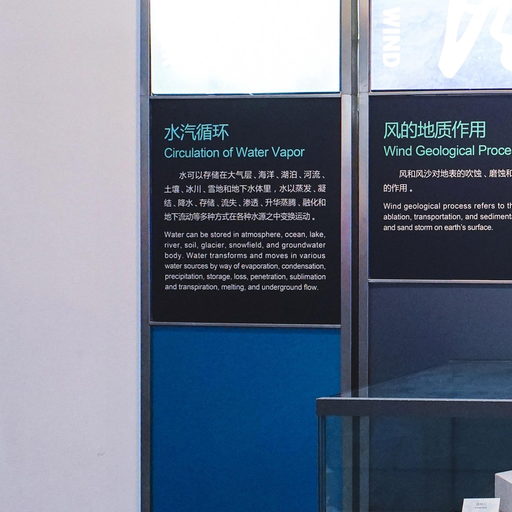 水汽循环
Circulation of Water Vapor
水可以存储在大气层、海洋、湖泊、河流、
土壤、冰川、雪地和地下水体里，水以蒸发、凝
结、降水、存储、流失、渗透、升华蒸腾、融化和
地下流动等多种方式在各种水源之中变换运动。
Water can be stored in atmosphere, ocean, lake,
river, soil, glacier, snowfield, and groundwater
body. Water transforms and moves in various
water sources by way of evaporation, condensation,
precipitation, storage, loss, penetration, sublimation
and transpiration, melting, and underground flow.
WIND
风的地质作用
Wind Geological Proce
风和风沙对地表的吹蚀、磨蚀和
的作用。
Wind geological process refers to th
ablation, transportation, and sediment
and sand storm on earth's surface.